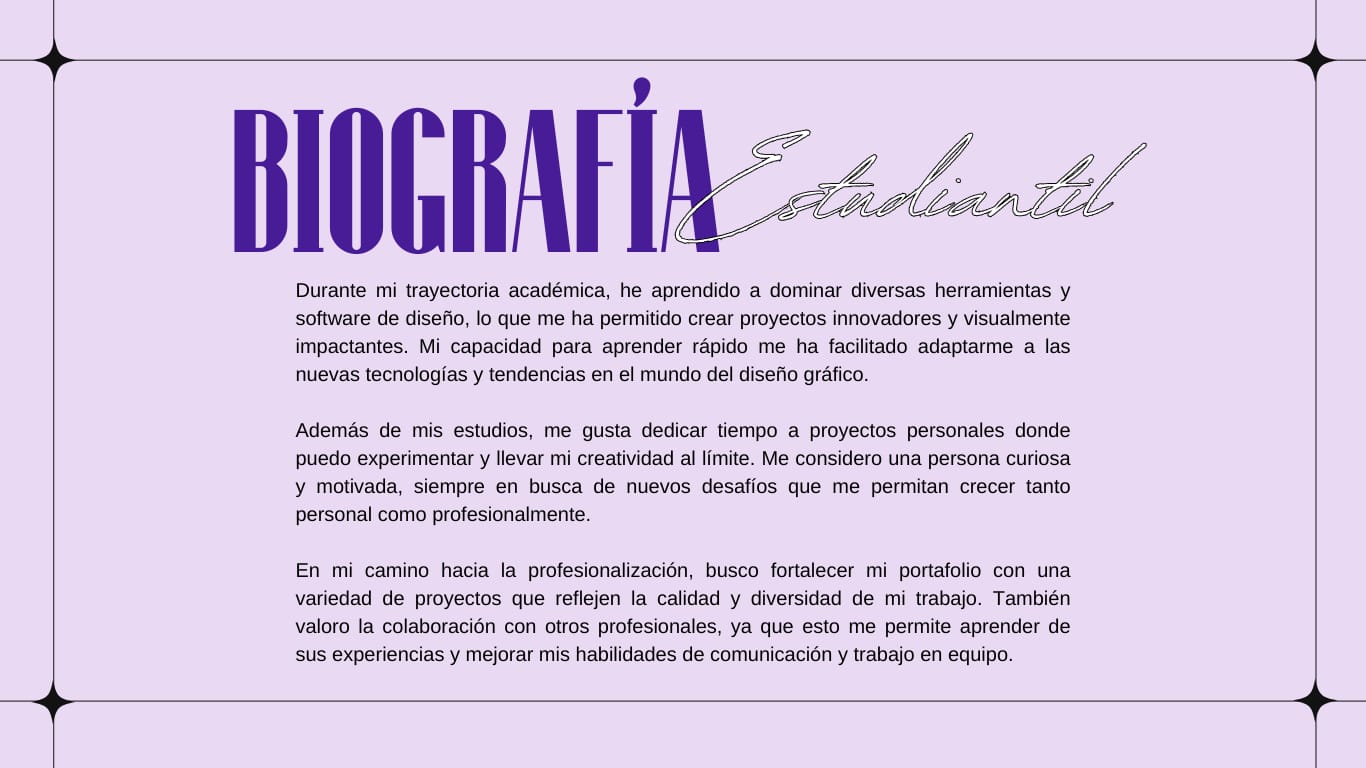 BIOGRAFÍA Estudiantil
Durante mi trayectoria académica, he aprendido a dominar diversas herramientas y
software de diseño, lo que me ha permitido crear proyectos innovadores y visualmente
impactantes. Mi capacidad para aprender rápido me ha facilitado adaptarme a las
nuevas tecnologías y tendencias en el mundo del diseño gráfico.
Además de mis estudios, me gusta dedicar tiempo a proyectos personales donde
puedo experimentar y llevar mi creatividad al límite. Me considero una persona curiosa
y motivada, siempre en busca de nuevos desafíos que me permitan crecer tanto
personal como profesionalmente.
En mi camino hacia la profesionalización, busco fortalecer mi portafolio con una
variedad de proyectos que reflejen la calidad y diversidad de mi trabajo. También
valoro la colaboración con otros profesionales, ya que esto me permite aprender de
sus experiencias y mejorar mis habilidades de comunicación y trabajo en equipo.